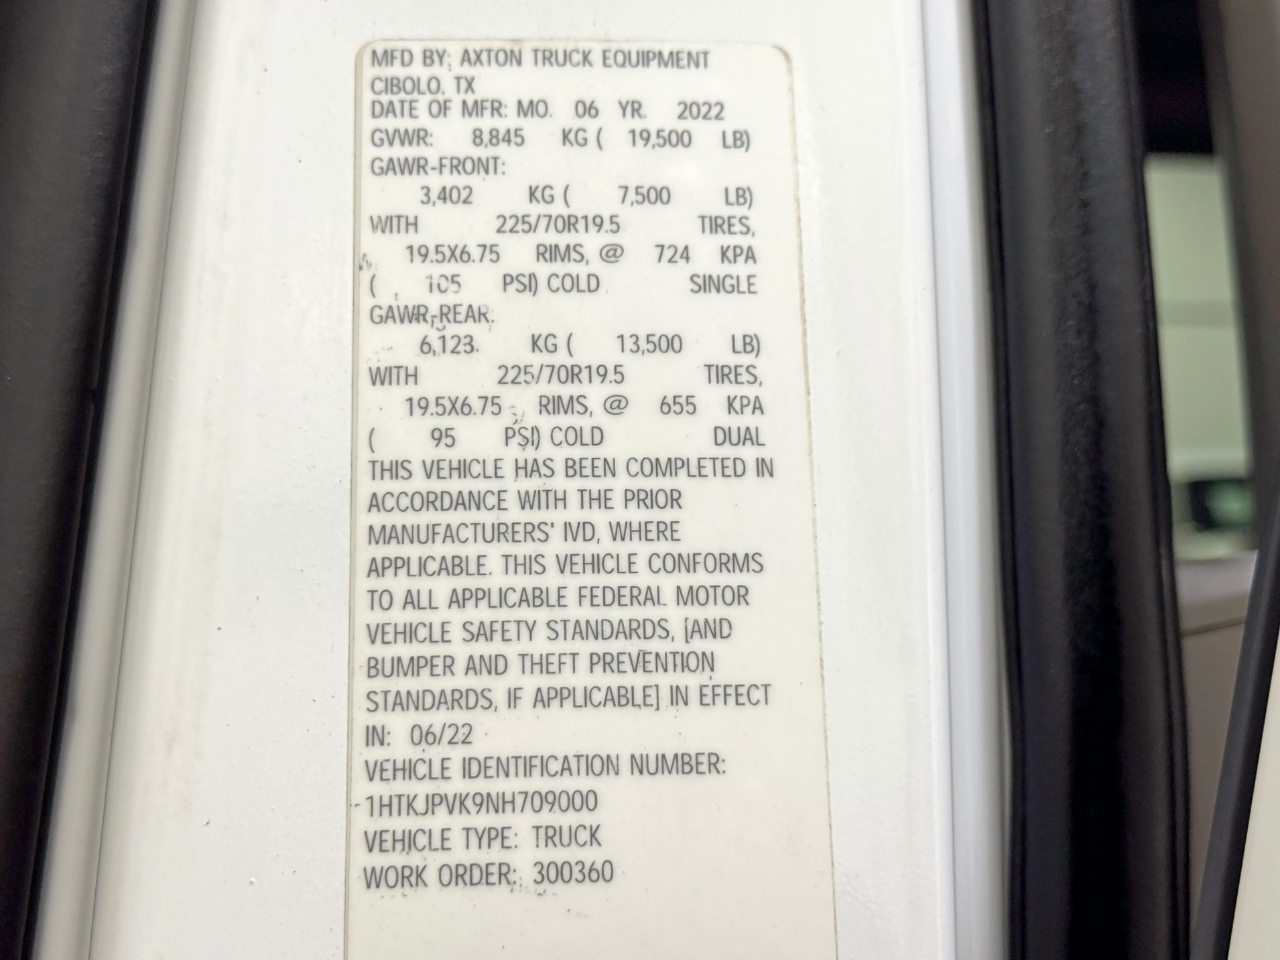 MFD BY: AXTON TRUCK EQUIPMENT
CIBOLO, TX
DATE OF MFR: MO. 06 YR. 2022
GVWR: 8,845 KG ( 19,500 LB)
GAWR-FRONT:
3,402 KG ( 7,500 LB)
WITH 225/70R19.5 TIRES,
19.5X6.75 RIMS, @ 724 KPA
( 105 PSI) COLD SINGLE
GAWR-REAR:
6,123 KG ( 13,500 LB)
WITH 225/70R19.5 TIRES,
19.5X6.75 RIMS, @ 655 KPA
( 95 PSI) COLD DUAL
THIS VEHICLE HAS BEEN COMPLETED IN
ACCORDANCE WITH THE PRIOR
MANUFACTURERS' IVD, WHERE
APPLICABLE. THIS VEHICLE CONFORMS
TO ALL APPLICABLE FEDERAL MOTOR
VEHICLE SAFETY STANDARDS, [AND
BUMPER AND THEFT PREVENTION
STANDARDS, IF APPLICABLE] IN EFFECT
IN: 06/22
VEHICLE IDENTIFICATION NUMBER:
1HTKJPVK9NH709000
VEHICLE TYPE: TRUCK
WORK ORDER: 300360